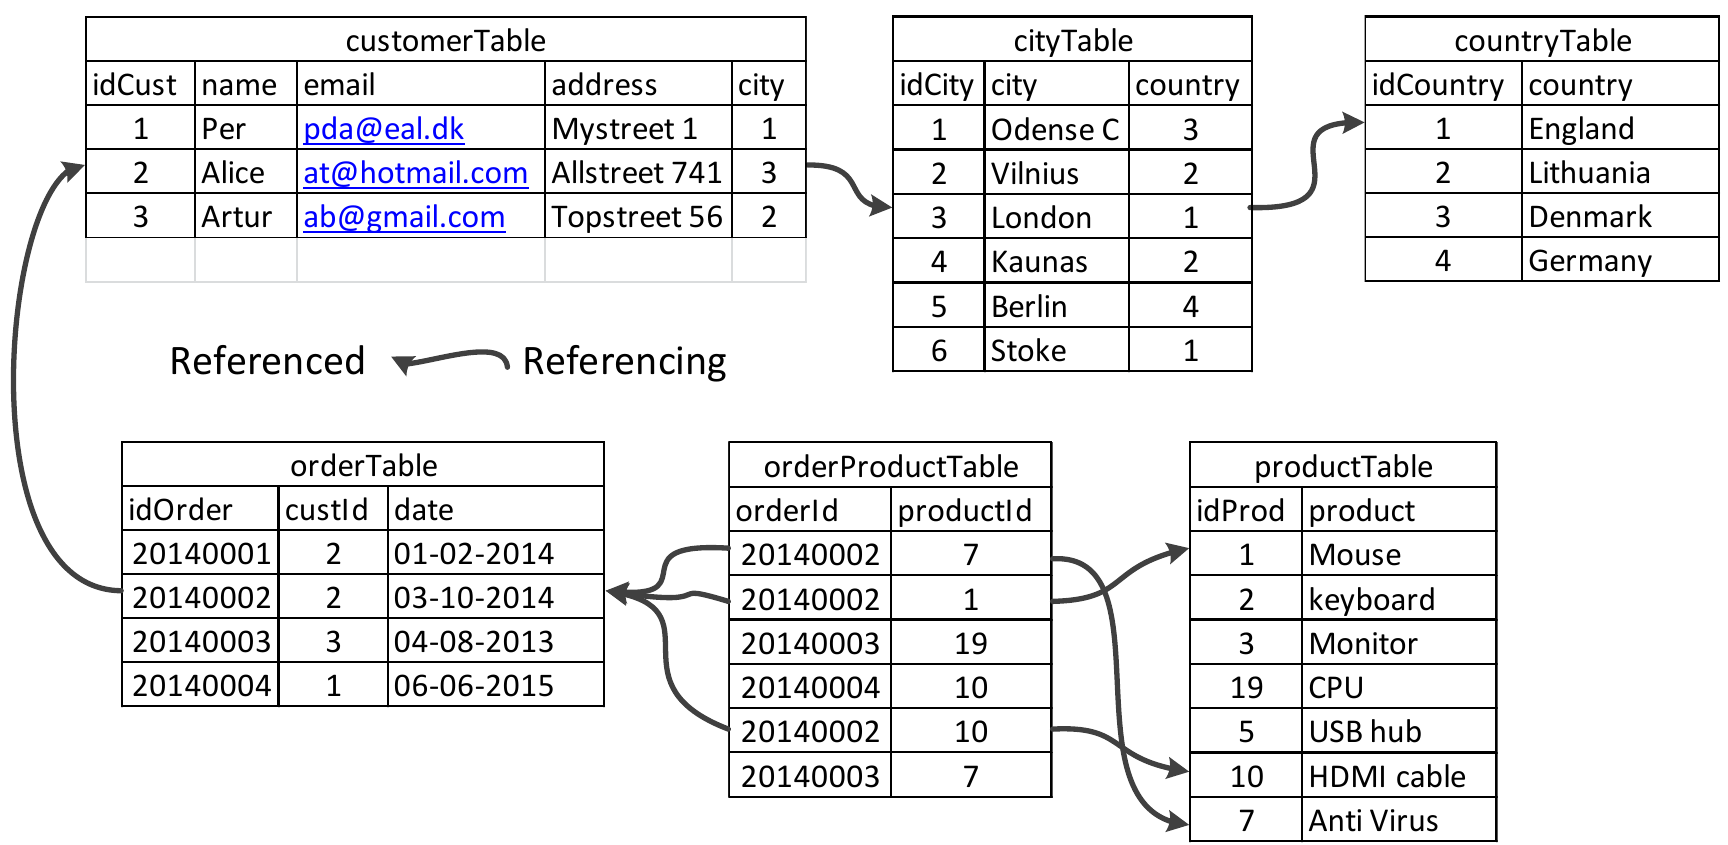 customerTable
idCust name email address city
1 Per pda@eal.dk Mystreet 1 1
2 Alice at@hotmail.com Allstreet 741 3
3 Artur ab@gmail.com Topstreet 56 2
cityTable
idCity city country
1 Odense C 3
2 Vilnius 2
3 London 1
4 Kaunas 2
5 Berlin 4
6 Stoke 1
countryTable
idCountry country
1 England
2 Lithuania
3 Denmark
4 Germany
Referenced Referencing
orderTable
idOrder custId date
20140001 2 01-02-2014
20140002 2 03-10-2014
20140003 3 04-08-2013
20140004 1 06-06-2015
orderProductTable
orderId productId
20140002 7
20140002 1
20140003 19
20140004 10
20140002 10
20140003 7
productTable
idProd product
1 Mouse
2 keyboard
3 Monitor
19 CPU
5 USB hub
10 HDMI cable
7 Anti Virus